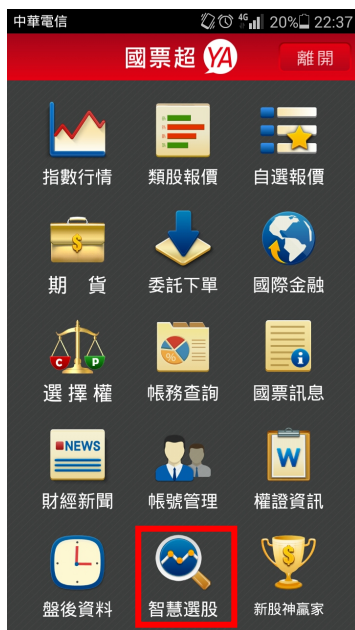 中華電信 4G 20% 22:37
國票超 YA 離開
指數行情 類股報價 自選報價
$
期 貨 委託下單 國際金融
C P %
選擇權 帳務查詢 國票訊息
NEWS W
財經新聞 帳號管理 權證資訊
$
盤後資料 智慧選股 新股神贏家